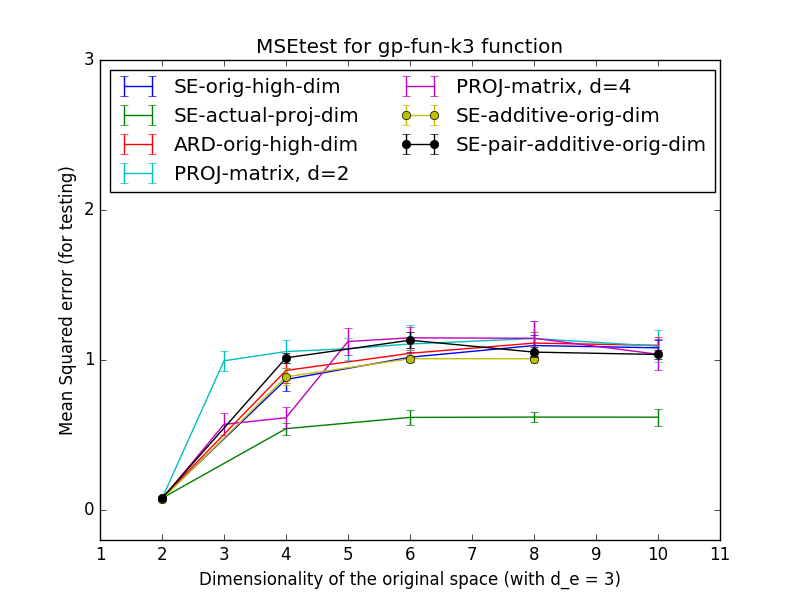 MSEtest for gp-fun-k3 function
SE-orig-high-dim
SE-actual-proj-dim
ARD-orig-high-dim
PROJ-matrix, d=2
PROJ-matrix, d=4
SE-additive-orig-dim
SE-pair-additive-orig-dim
Mean Squared error (for testing)
3
2
1
0
1 2 3 4 5 6 7 8 9 10 11
Dimensionality of the original space (with d_e = 3)